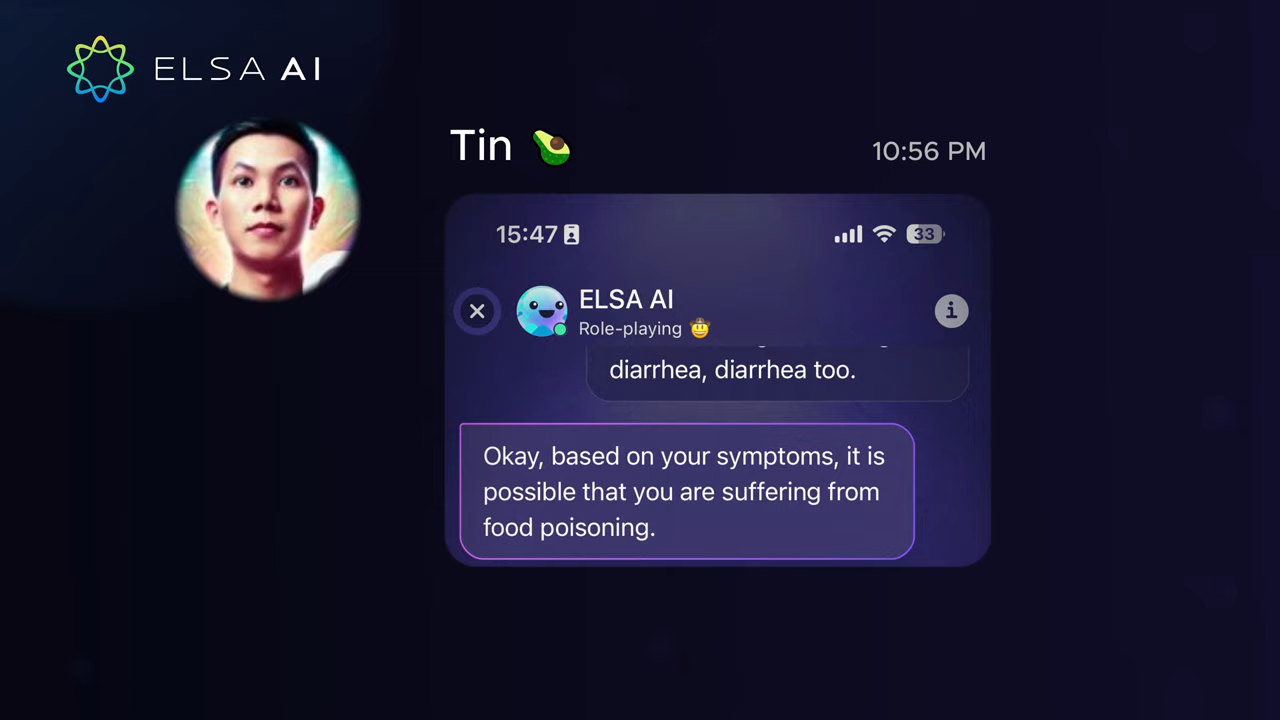 ELSA AI
Tin 🥑
10:56 PM
15:47
33
ELSA AI
Role-playing 🤠
diarrhea, diarrhea too.
Okay, based on your symptoms, it is
possible that you are suffering from
food poisoning.